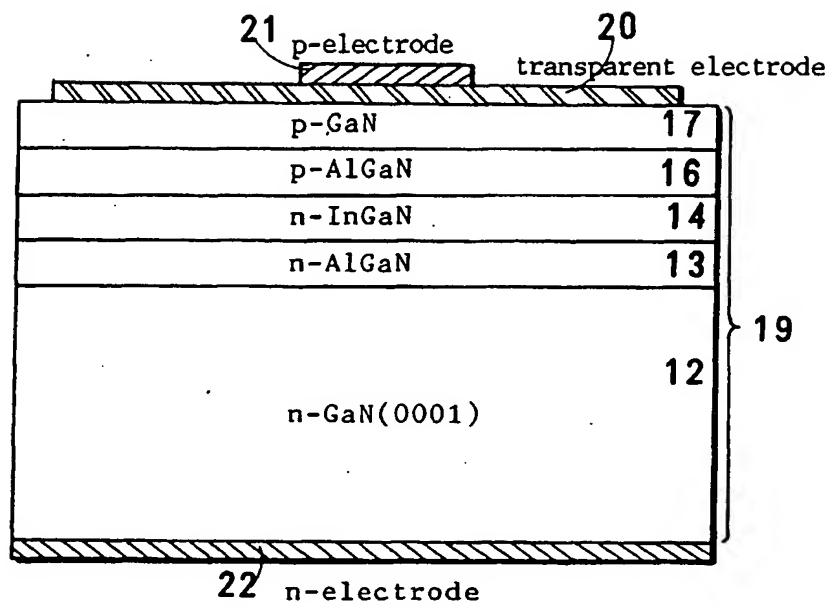 21
p-electrode
20
transparent electrode
p-GaN 17
p-AlGaN 16
n-InGaN 14
n-AlGaN 13
12
19
n-GaN(0001)
22 n-electrode